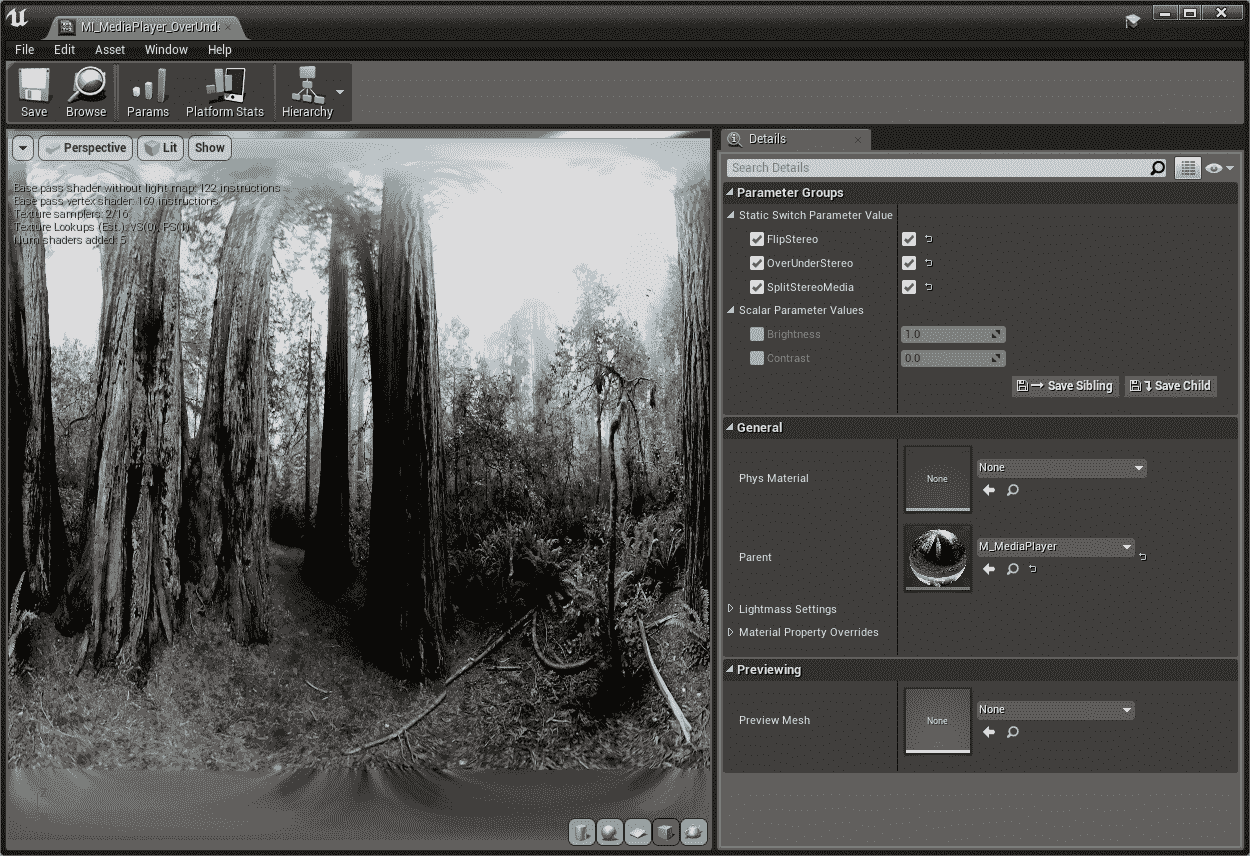 MI_MediaPlayer_OverUnde
File Edit Asset Window Help
Save Browse Params Platform Stats Hierarchy
Perspective Lit Show
Base pass shader without light map: 122 instructions
Base pass vertex shader: 169 instructions
Texture samplers: 2/16
Texture Lookups (Est.): VS(0), PS(1)
Num shaders added: 5
Details
Search Details
Parameter Groups
Static Switch Parameter Value
FlipStereo
OverUnderStereo
SplitStereoMedia
Scalar Parameter Values
Brightness 1.0
Contrast 0.0
Save Sibling Save Child
General
Phys Material None None
Parent M_MediaPlayer
Lightmass Settings
Material Property Overrides
Previewing
Preview Mesh None None